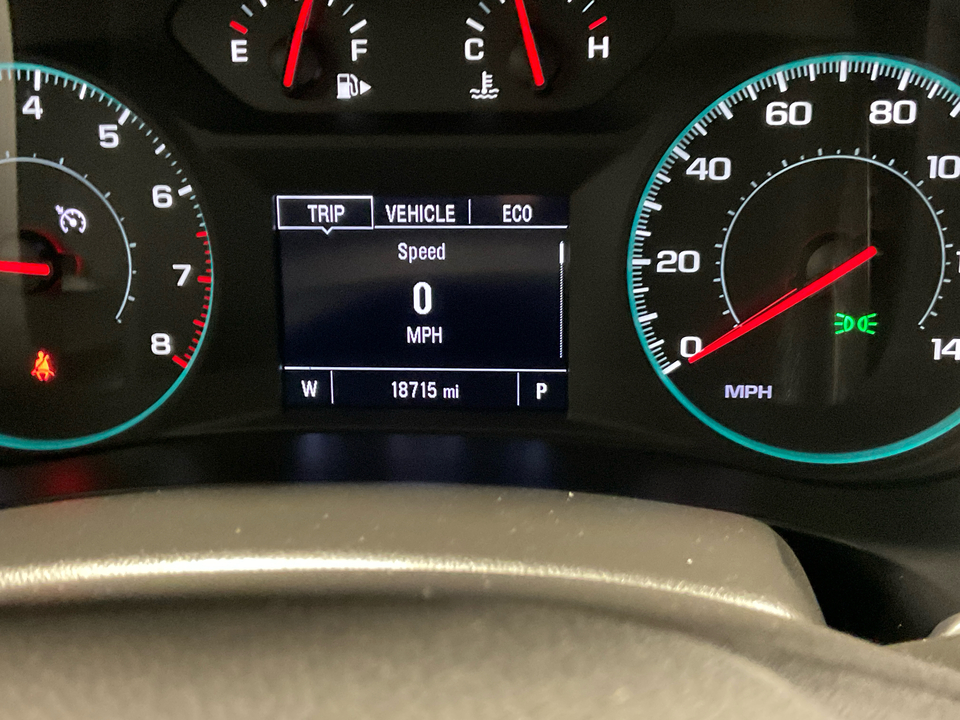 E F
C H
4
5
6
7
8
TRIP VEHICLE ECO
Speed
0
MPH
W 18715 mi P
0
20
40
60
80
MPH